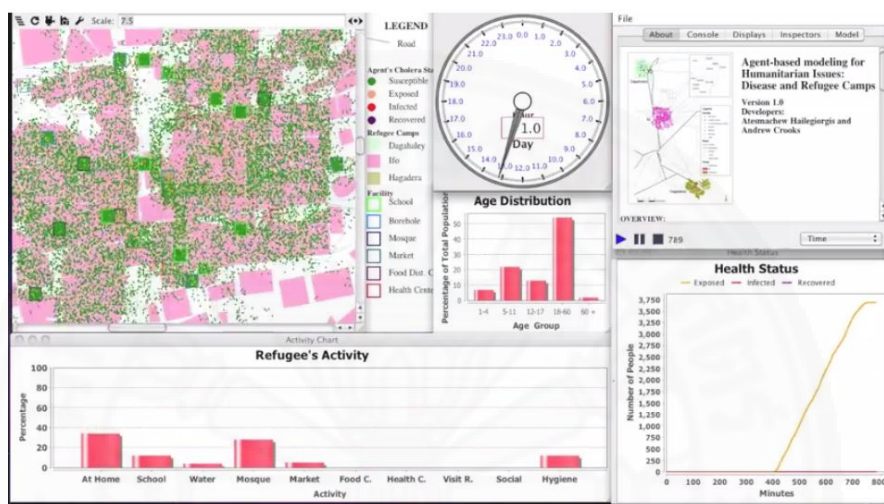 Scale: 7.5
LEGEND
Road
Agent's Cholera Sta
Susceptible
Exposed
Infected
Recovered
Refugee Camps
Dagahaley
Ifo
Hagadera
Facility
School
Borehole
Mosque
Market
Food Dist. C
Health Cente
0.0
1.0
2.0
3.0
4.0
5.0
6.0
7.0
8.0
9.0
10.0
11.0
12.0
13.0
14.0
15.0
16.0
17.0
18.0
19.0
20.0
21.0
22.0
23.0
1.0
Day
Age Distribution
Percentage of Total Population
50
40
30
20
10
0
1-4 5-11 12-17 18-60 60 +
Age Group
File
About Console Displays Inspectors Model
Agent-based modeling for
Humanitarian Issues:
Disease and Refugee Camps
Version 1.0
Developers:
Atesmachew Hailegiorgis and
Andrew Crooks
OVERVIEW:
789
Time
Health Status
Health Status
Exposed Infected Recovered
Number of People
3,750
3,500
3,250
3,000
2,750
2,500
2,250
2,000
1,750
1,500
1,250
1,000
750
500
250
0
0 100 200 300 400 500 600 700 800
Minutes
Activity Chart
Refugee's Activity
Percentage
100
80
60
40
20
0
At Home School Water Mosque Market Food C. Health C. Visit R. Social Hygiene
Activity